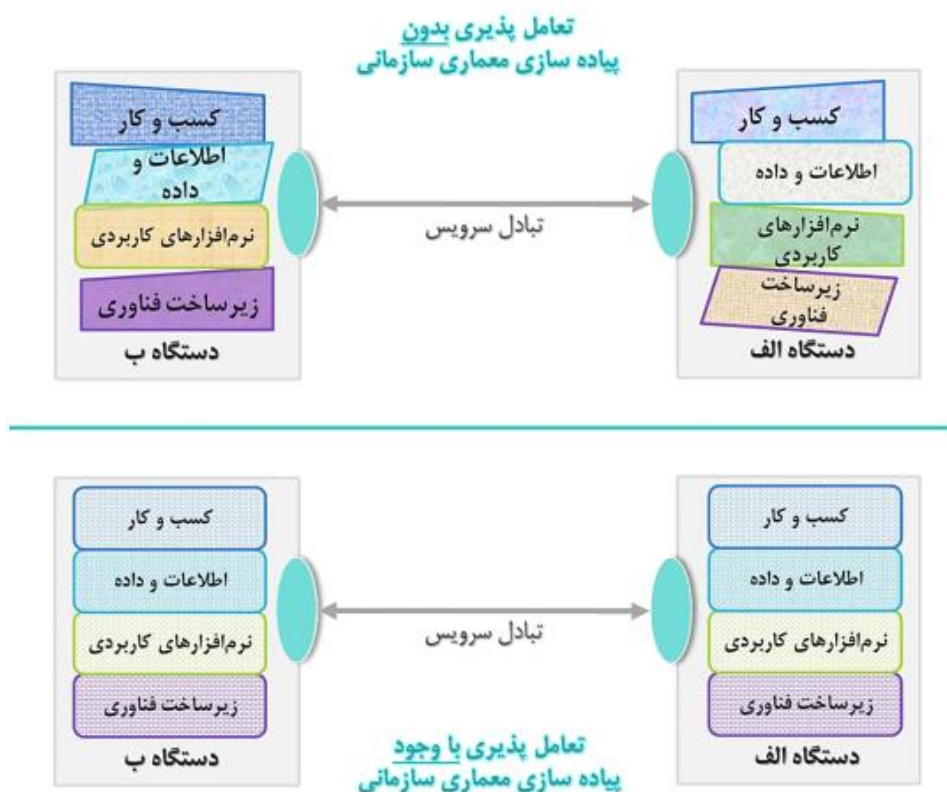 تعامل پذیری بدون
پیاده سازی معماری سازمانی
کسب و کار
اطلاعات و داده
نرم‌افزارهای
کاربردی
زیرساخت
فناوری
دستگاه الف
تبادل سرویس
کسب و کار
اطلاعات و
داده
نرم‌افزارهای کاربردی
زیرساخت فناوری
دستگاه ب
کسب و کار
اطلاعات و داده
نرم‌افزارهای کاربردی
زیرساخت فناوری
دستگاه الف
تبادل سرویس
کسب و کار
اطلاعات و داده
نرم‌افزارهای کاربردی
زیرساخت فناوری
دستگاه ب
تعامل پذیری با وجود
پیاده سازی معماری سازمانی